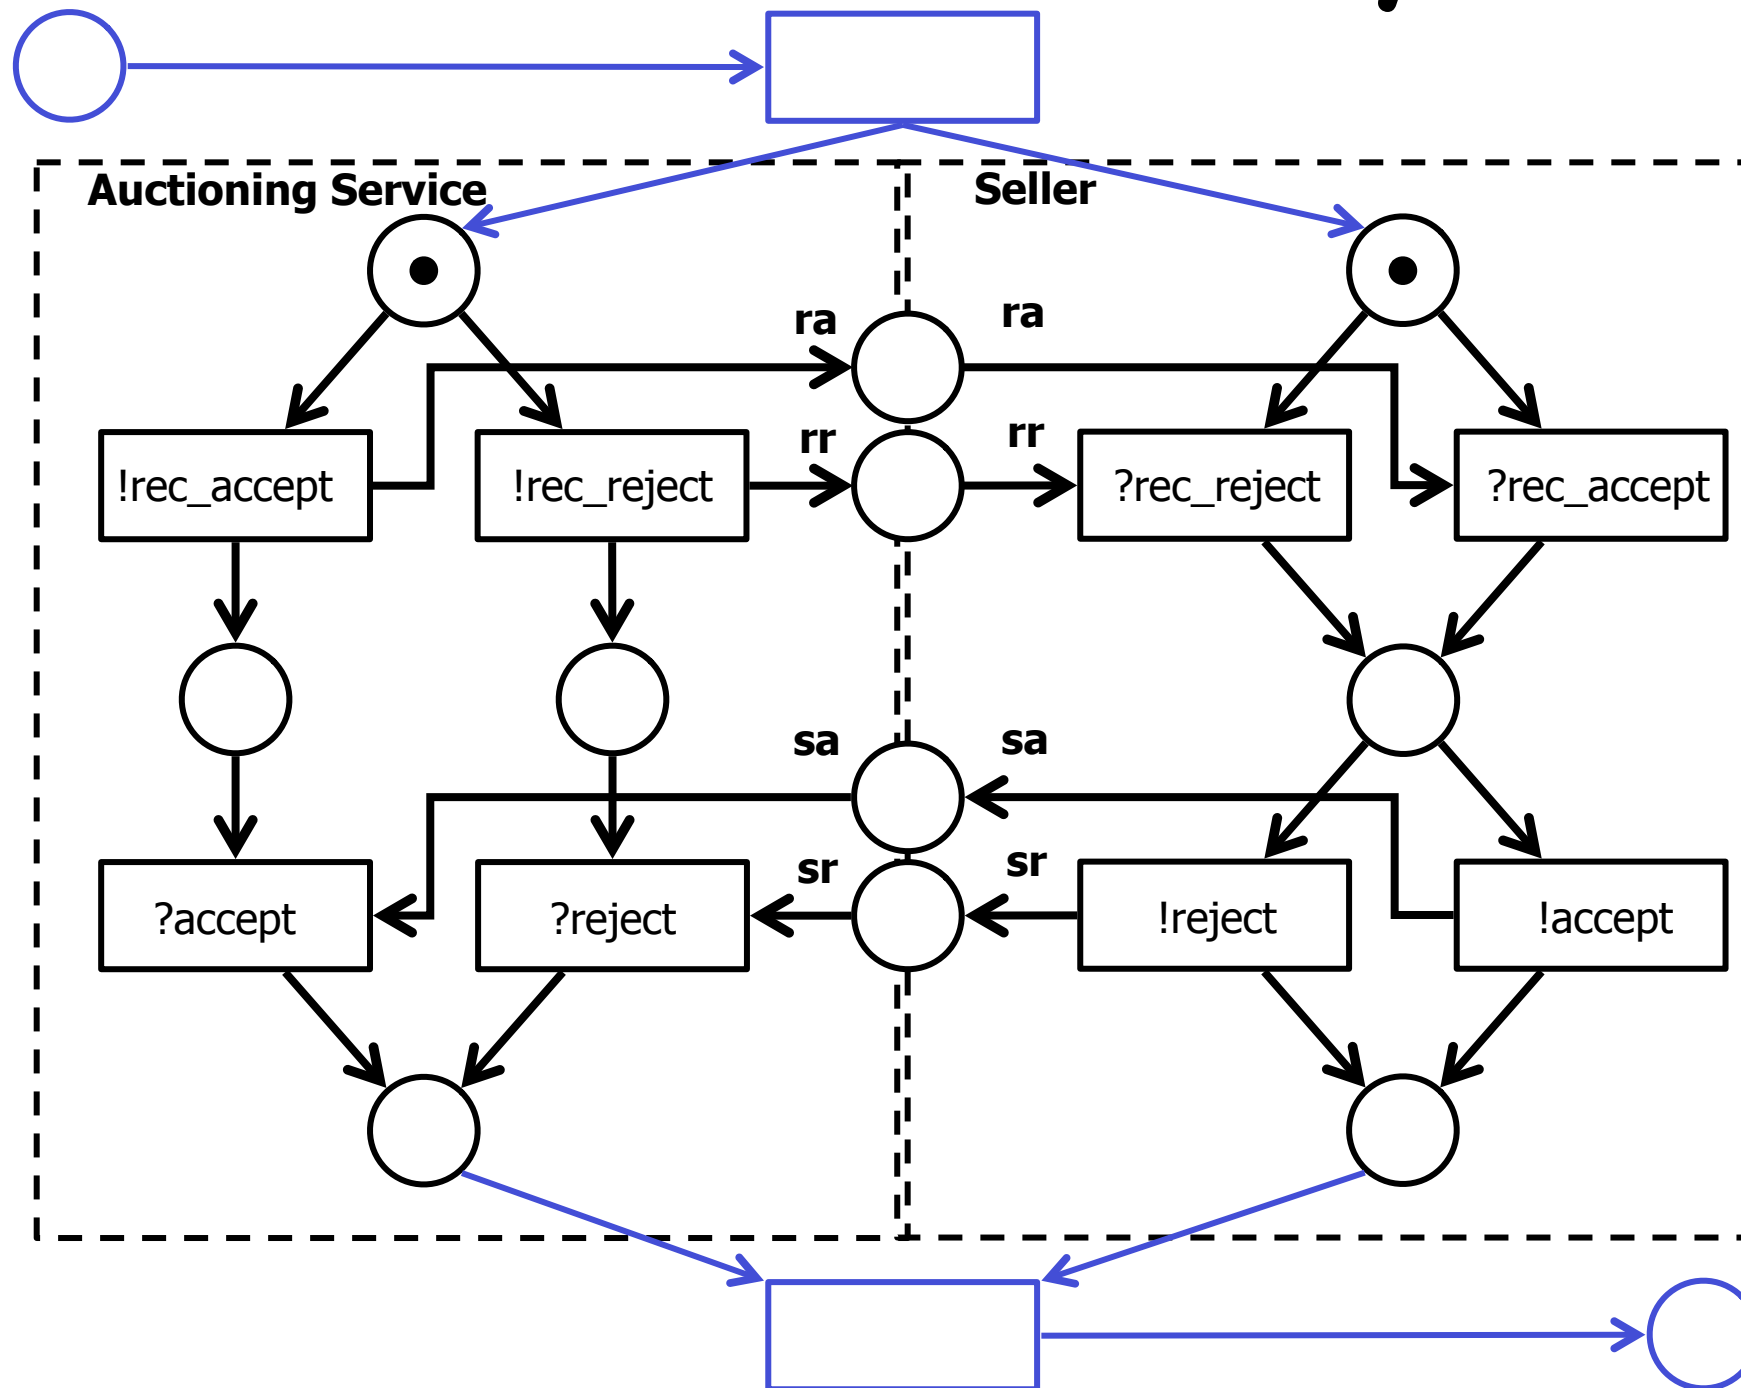 Auctioning Service
Seller
ra
ra
rr
rr
!rec_accept
!rec_reject
?rec_reject
?rec_accept
sa
sa
sr
sr
?accept
?reject
!reject
!accept